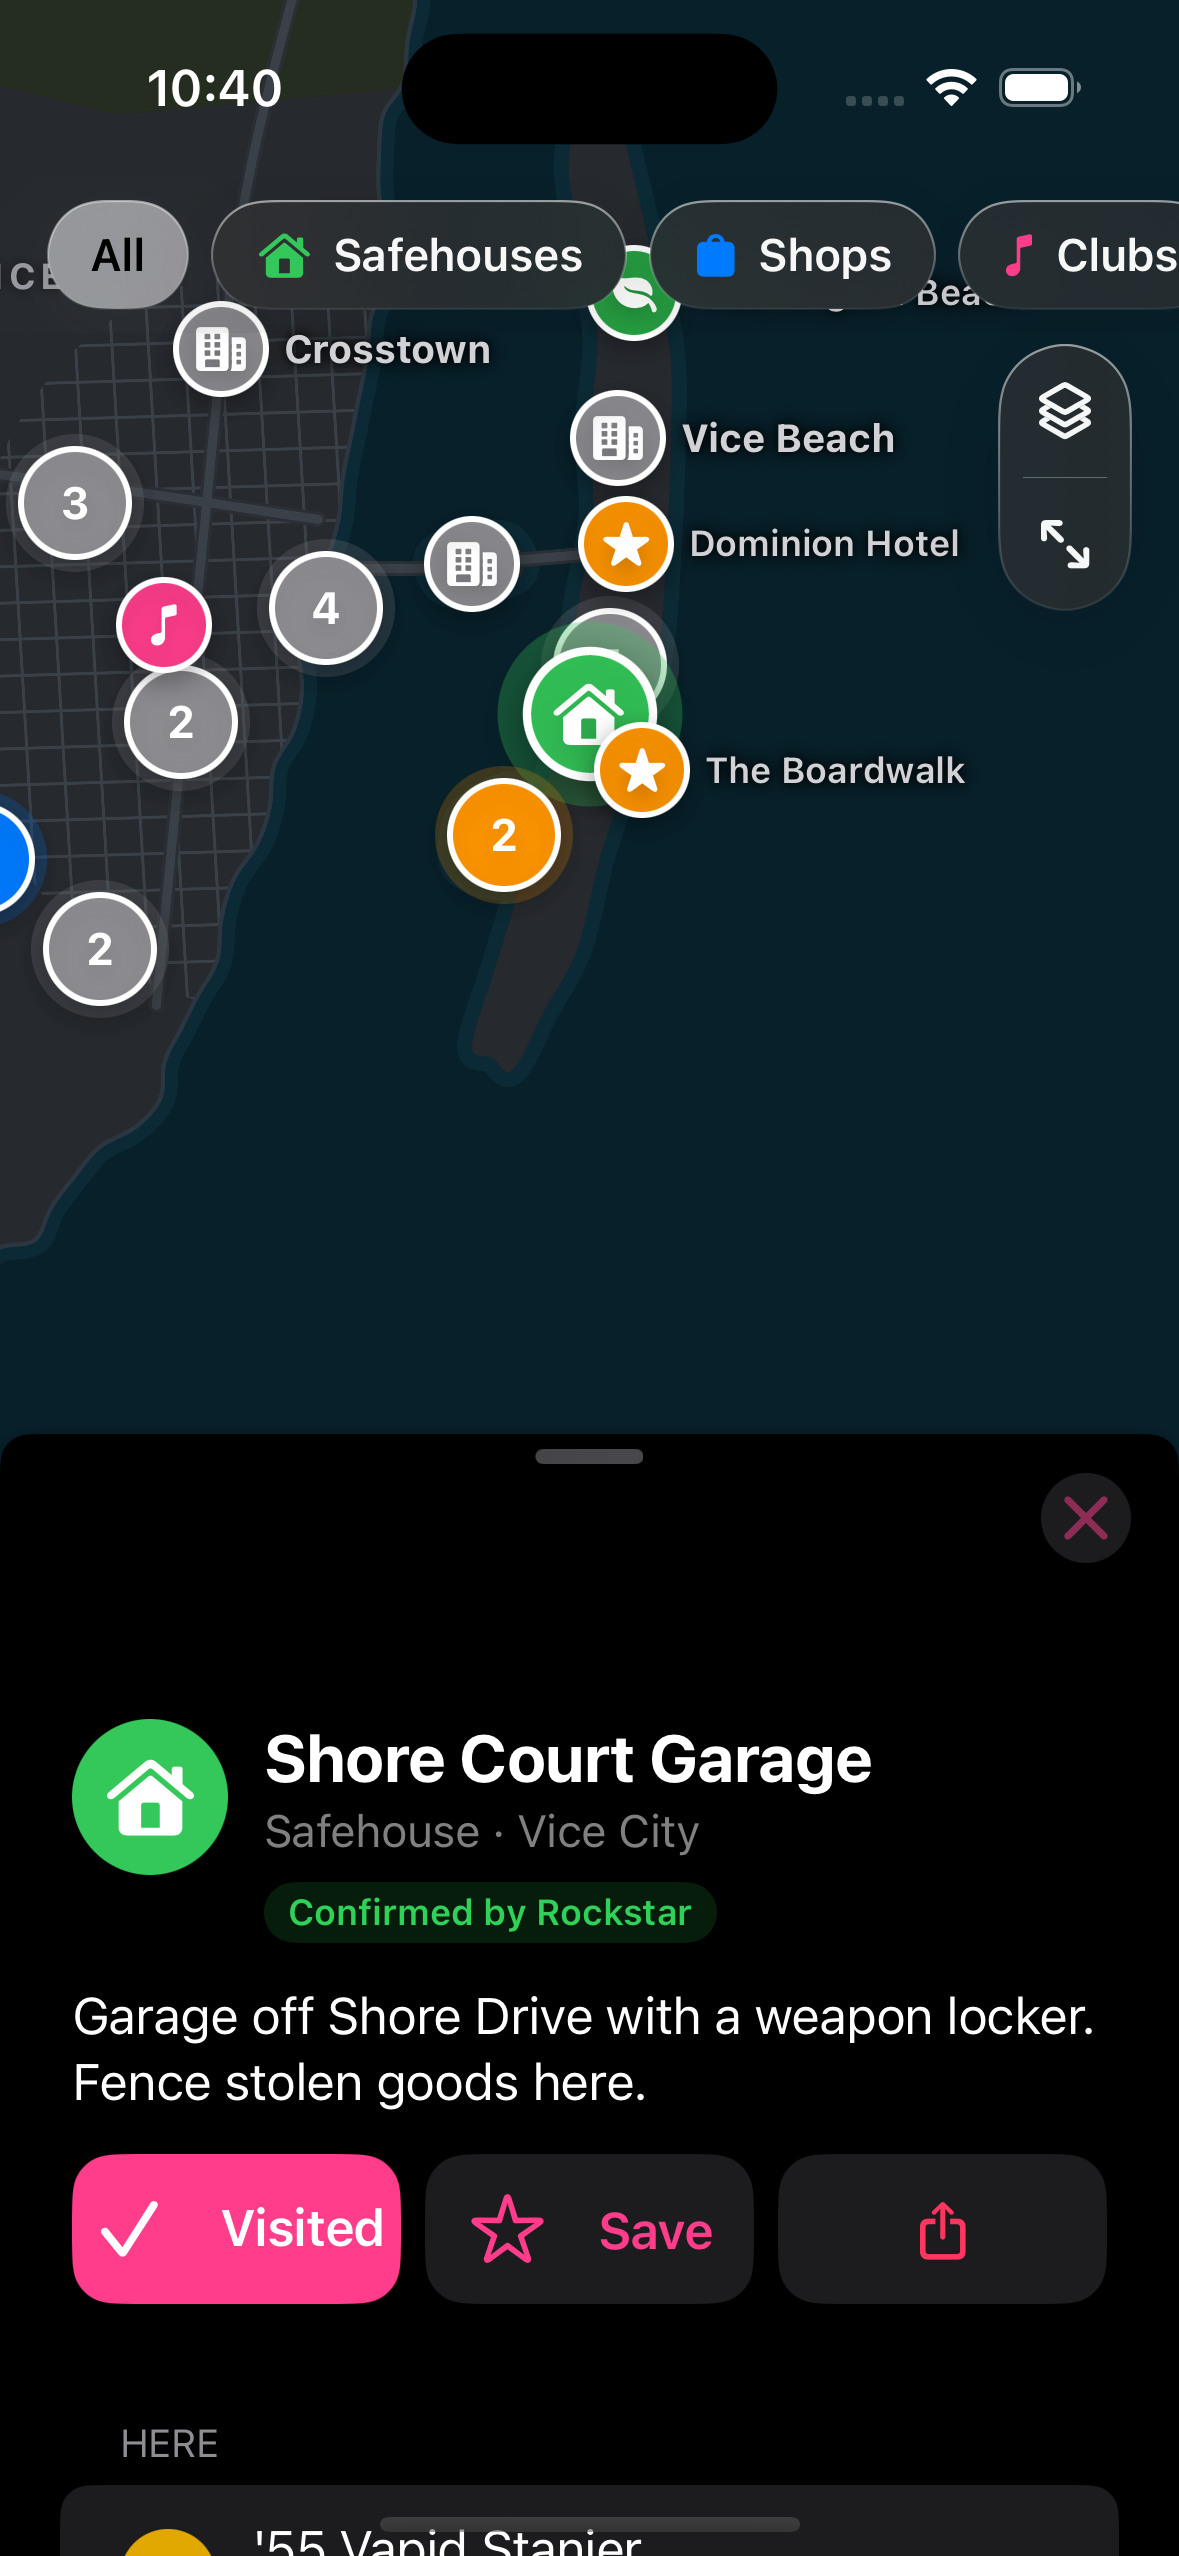 10:40
All
Safehouses
Shops
Clubs
Crosstown
Vice Beach
3
Dominion Hotel
4
2
The Boardwalk
2
2
Shore Court Garage
Safehouse · Vice City
Confirmed by Rockstar
Garage off Shore Drive with a weapon locker.
Fence stolen goods here.
Visited
Save
HERE
'55 Vapid Stanier